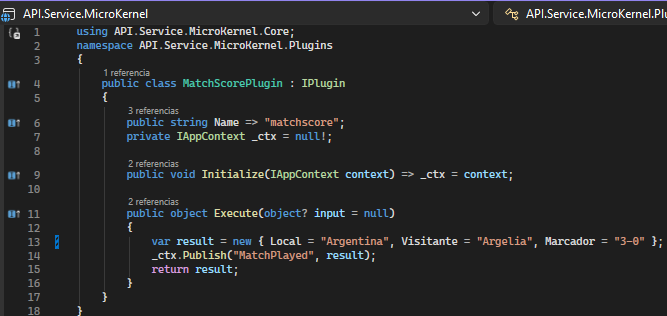 API.Service.MicroKernel API.Service.MicroKernel.Plu
1 using API.Service.MicroKernel.Core;
2 namespace API.Service.MicroKernel.Plugins
3 {
1 referencia
4 public class MatchScorePlugin : IPlugin
5 {
3 referencias
6 public string Name => "matchscore";
7 private IAppContext _ctx = null!;
8
2 referencias
9 public void Initialize(IAppContext context) => _ctx = context;
10
2 referencias
11 public object Execute(object? input = null)
12 {
13 var result = new { Local = "Argentina", Visitante = "Argelia", Marcador = "3-0" };
14 _ctx.Publish("MatchPlayed", result);
15 return result;
16 }
17 }
18 }